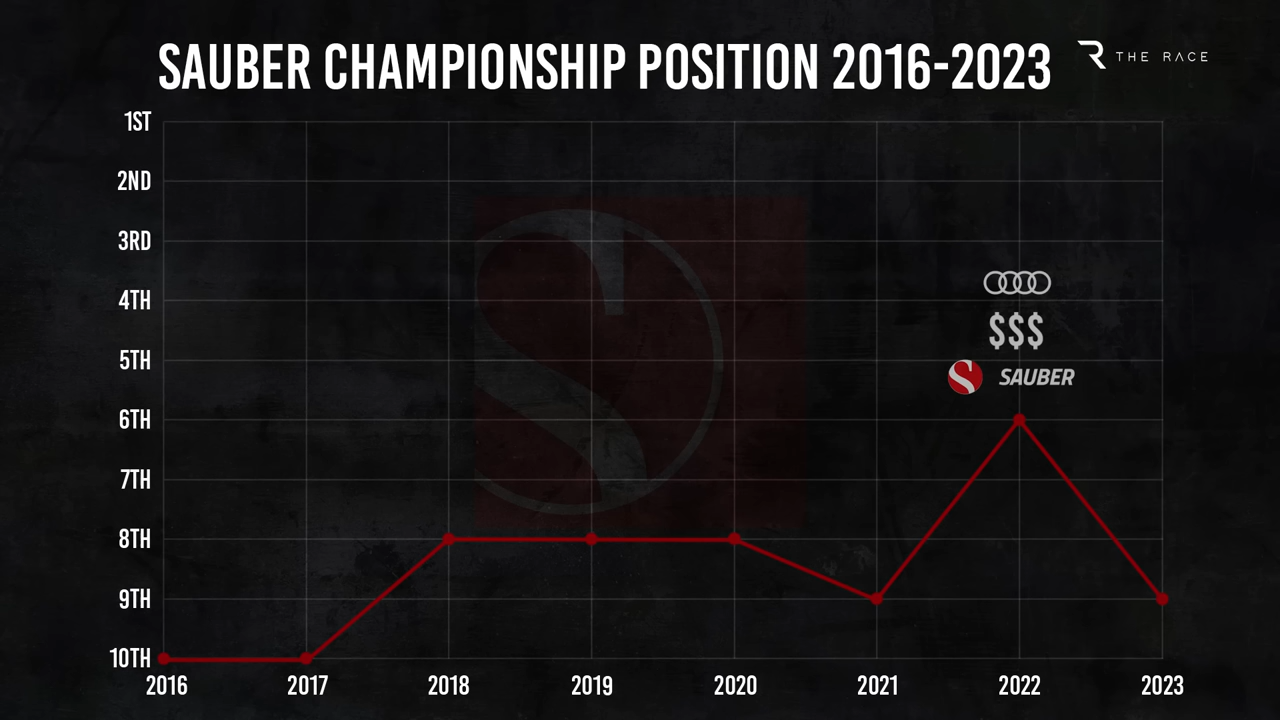 SAUBER CHAMPIONSHIP POSITION 2016-2023
THE RACE
1ST
2ND
3RD
4TH
$$$
5TH
SAUBER
6TH
7TH
8TH
9TH
10TH
2016 2017 2018 2019 2020 2021 2022 2023